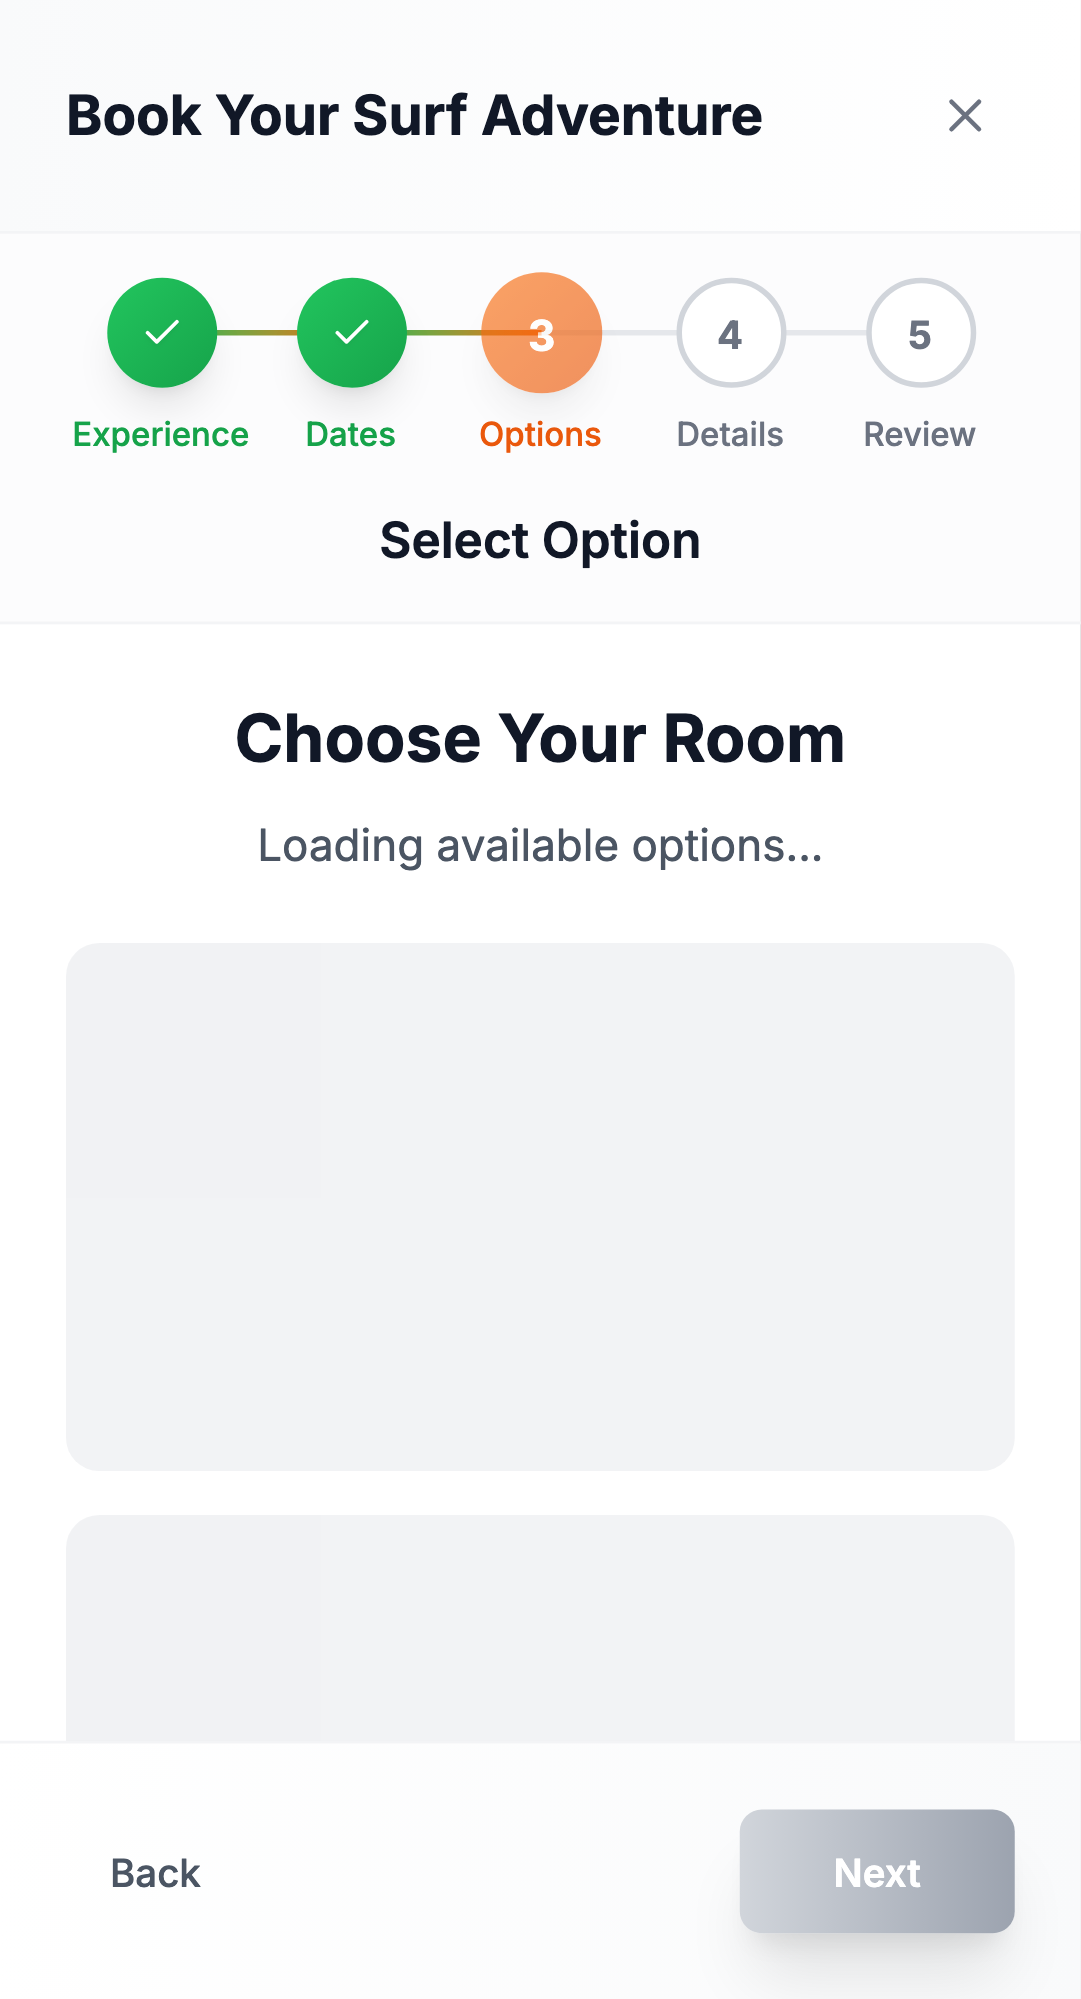 Book Your Surf Adventure
3
4
5
Experience
Dates
Options
Details
Review
Select Option
Choose Your Room
Loading available options...
Back
Next